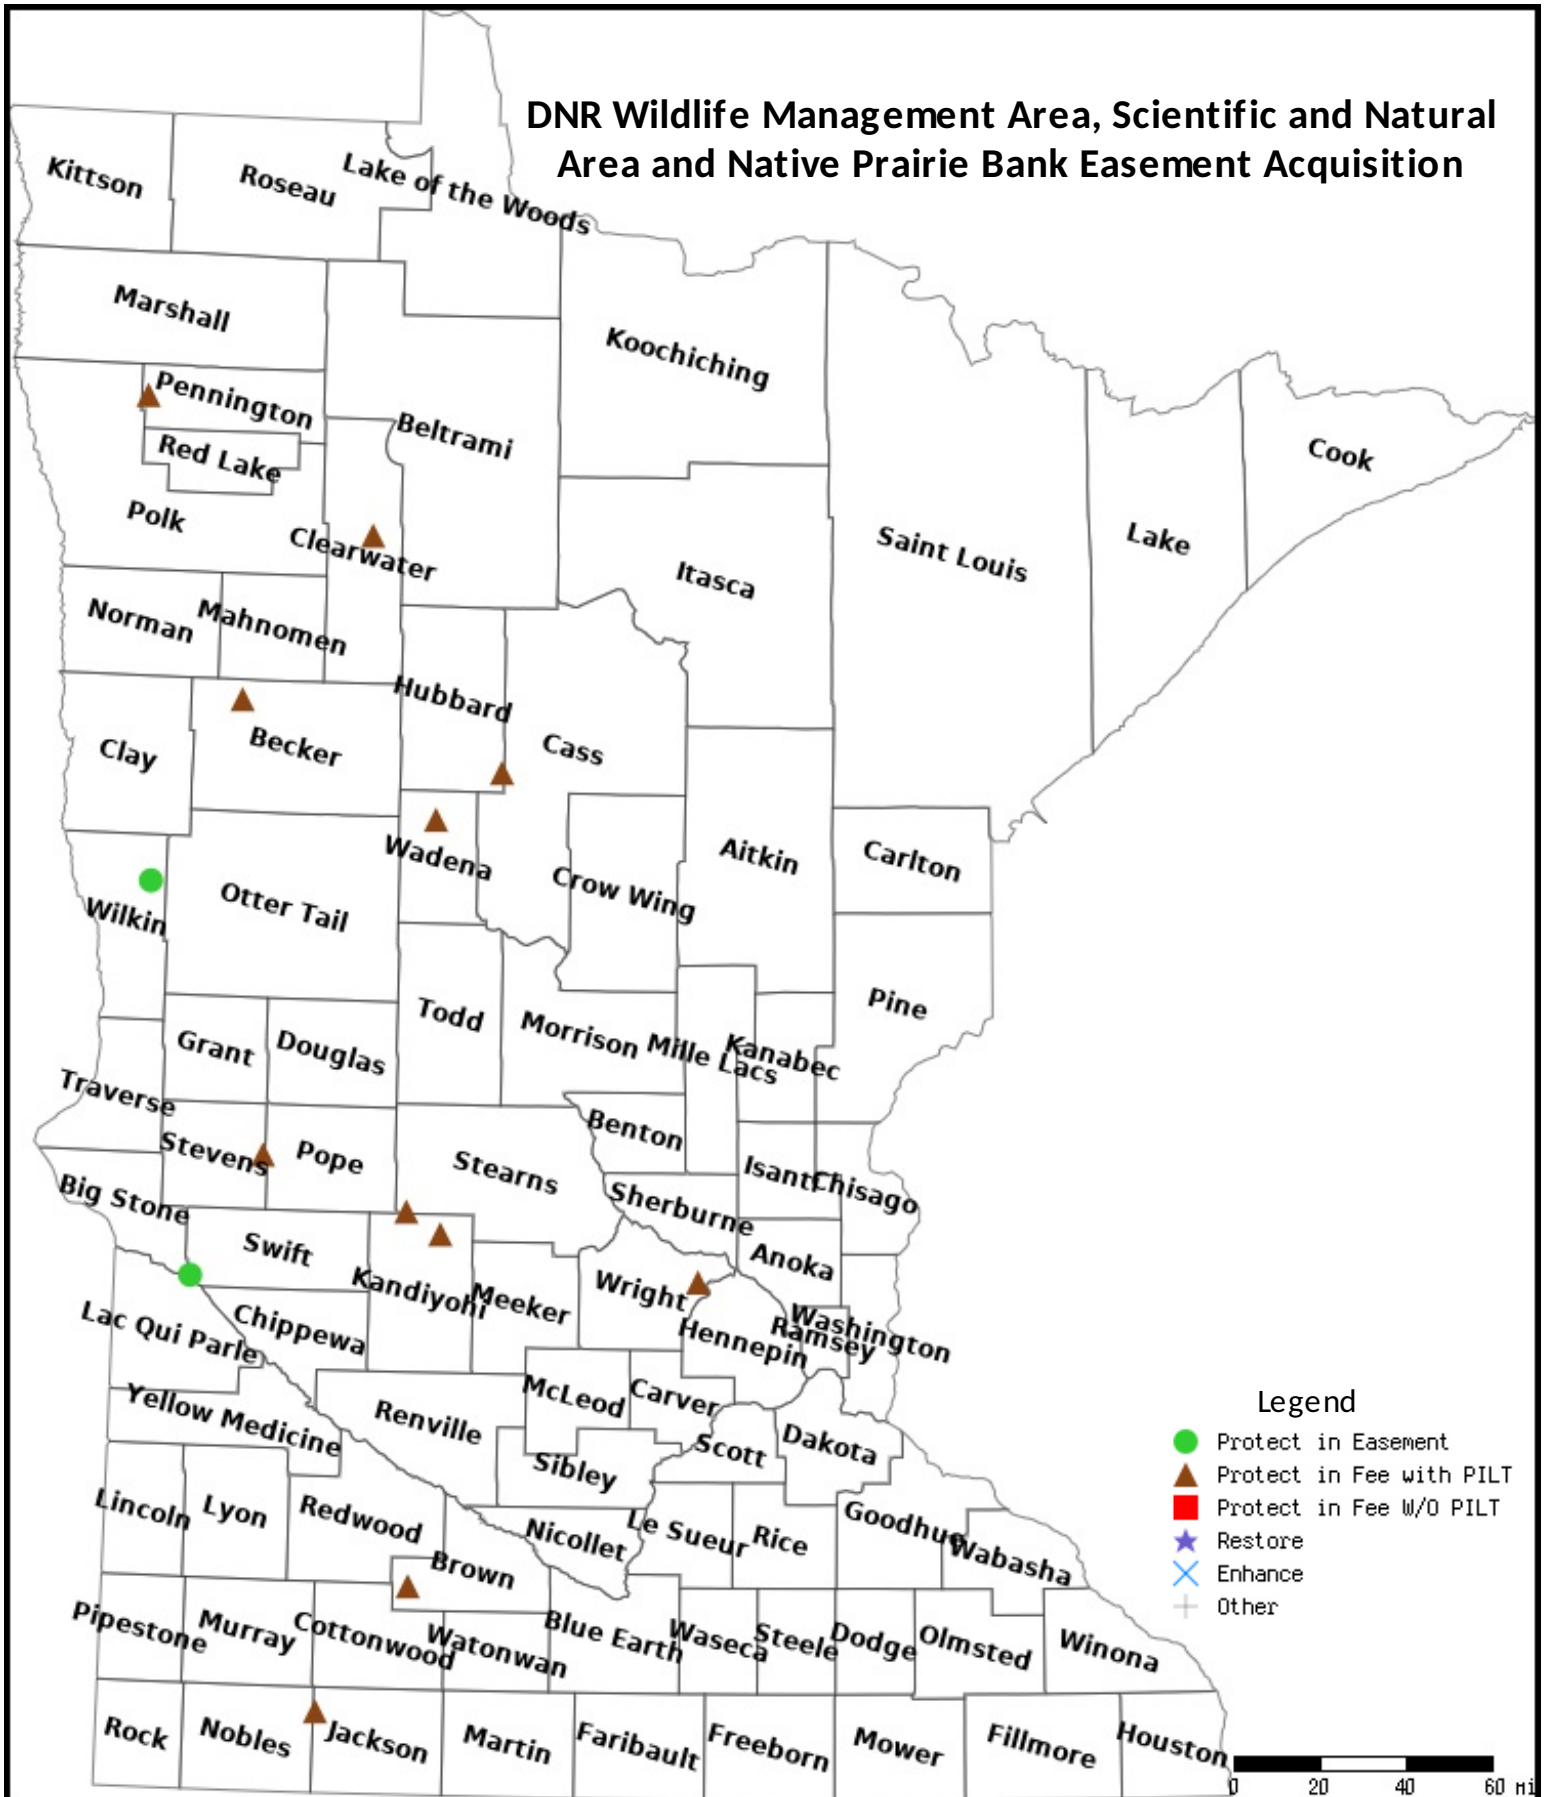 DNR Wildlife Management Area, Scientific and Natural
Area and Native Prairie Bank Easement Acquisition
Kittson
Roseau
Lake of the Woods
Marshall
Koochiching
Pennington
Beltrami
Red Lake
Cook
Polk
Clearwater
Saint Louis
Lake
Itasca
Norman
Mahnomen
Hubbard
Becker
Clay
Cass
Wadena
Aitkin
Carlton
Crow Wing
Otter Tail
Wilkin
Pine
Todd
Morrison
Mille Lacs
Kanabec
Grant
Douglas
Traverse
Benton
Stevens
Pope
Stearns
Isanti
Chisago
Big Stone
Sherburne
Swift
Anoka
Kandiyohi
Meeker
Wright
Lac Qui Parle
Chippewa
Hennepin
Ramsey
Washington
McLeod
Carver
Yellow Medicine
Renville
Scott
Dakota
Sibley
Lincoln
Lyon
Redwood
Nicollet
Le Sueur
Rice
Goodhue
Wabasha
Brown
Pipestone
Murray
Cottonwood
Watonwan
Blue Earth
Waseca
Steele
Dodge
Olmsted
Winona
Rock
Nobles
Jackson
Martin
Faribault
Freeborn
Mower
Fillmore
Houston
Legend
Protect in Easement
Protect in Fee with PILT
Protect in Fee W/O PILT
Restore
Enhance
Other
0 20 40 60 mi